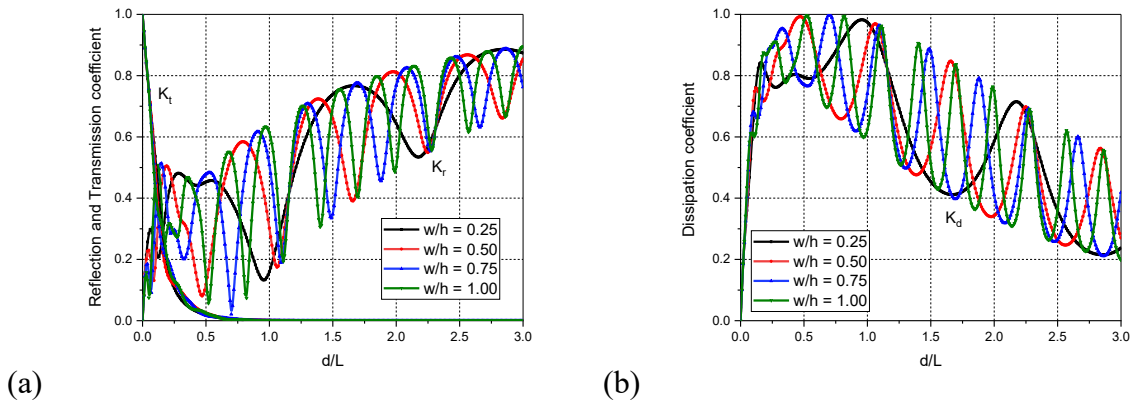 Reflection and Transmission coefficient
1.0
0.8
0.6
0.4
0.2
0.0
0.0 0.5 1.0 1.5 2.0 2.5 3.0
d/L
Kt
Kr
w/h = 0.25
w/h = 0.50
w/h = 0.75
w/h = 1.00
(a)
Dissipation coefficient
1.0
0.8
0.6
0.4
0.2
0.0
0.0 0.5 1.0 1.5 2.0 2.5 3.0
d/L
Kd
w/h = 0.25
w/h = 0.50
w/h = 0.75
w/h = 1.00
(b)